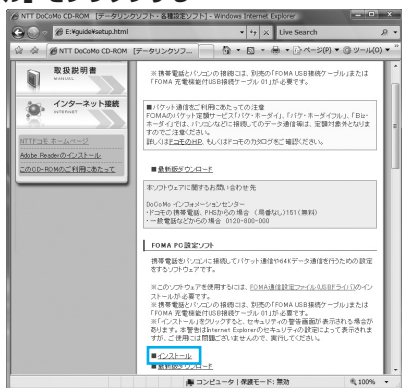 NTT DoCoMo CD-ROM [データリンクソフト・各種設定ソフト] - Windows Internet Explorer
E:¥guide¥setup.html
Live Search
NTT DoCoMo CD-ROM [データリンクソ...
ページ(P)
ツール(O)
取扱説明書
MANUAL
インターネット接続
INTERNET
NTTドコモ ホームページ
Adobe Readerのインストール
このCD-ROMのご利用にあたって
※携帯電話とパソコンの接続には、別売の「FOMA USB接続ケーブル」または
「FOMA 充電機能付USB接続ケーブル 01」が必要です。
■パケット通信をご利用にあたっての注意
FOMAのパケット定額サービス「パケ・ホーダイ」、「パケ・ホーダイフル」、「Biz・
ホーダイ」では、パソコンなどに接続してのデータ通信等は、定額対象外となりま
すのでご注意ください。
詳しくはドコモのHP、もしくはドコモのカタログをご確認ください。
■最新版ダウンロード
本ソフトウェアに関するお問い合わせ先
DoCoMo インフォメーションセンター
・ドコモの携帯電話、PHSからの場合 （局番なし）151（無料）
・一般電話などからの場合 0120-800-000
FOMA PC設定ソフト
携帯電話をパソコンに接続してパケット通信や64Kデータ通信を行うための設定
をするソフトウェアです。
※このソフトウェアを使用するには、FOMA通信設定ファイル(USBドライバ)のイン
ストールが必要です。
※携帯電話とパソコンの接続には、別売の「FOMA USB接続ケーブル」または
「FOMA 充電機能付USB接続ケーブル 01」が必要です。
※「インストール」をクリックすると、セキュリティの警告画面が表示される場合が
あります。本警告はInternet Explorerのセキュリティの設定によって表示されま
すが、ご使用には問題ございませんので、実行してください。
■インストール
■最新版ダウンロード
コンピュータ | 保護モード: 無効
100%